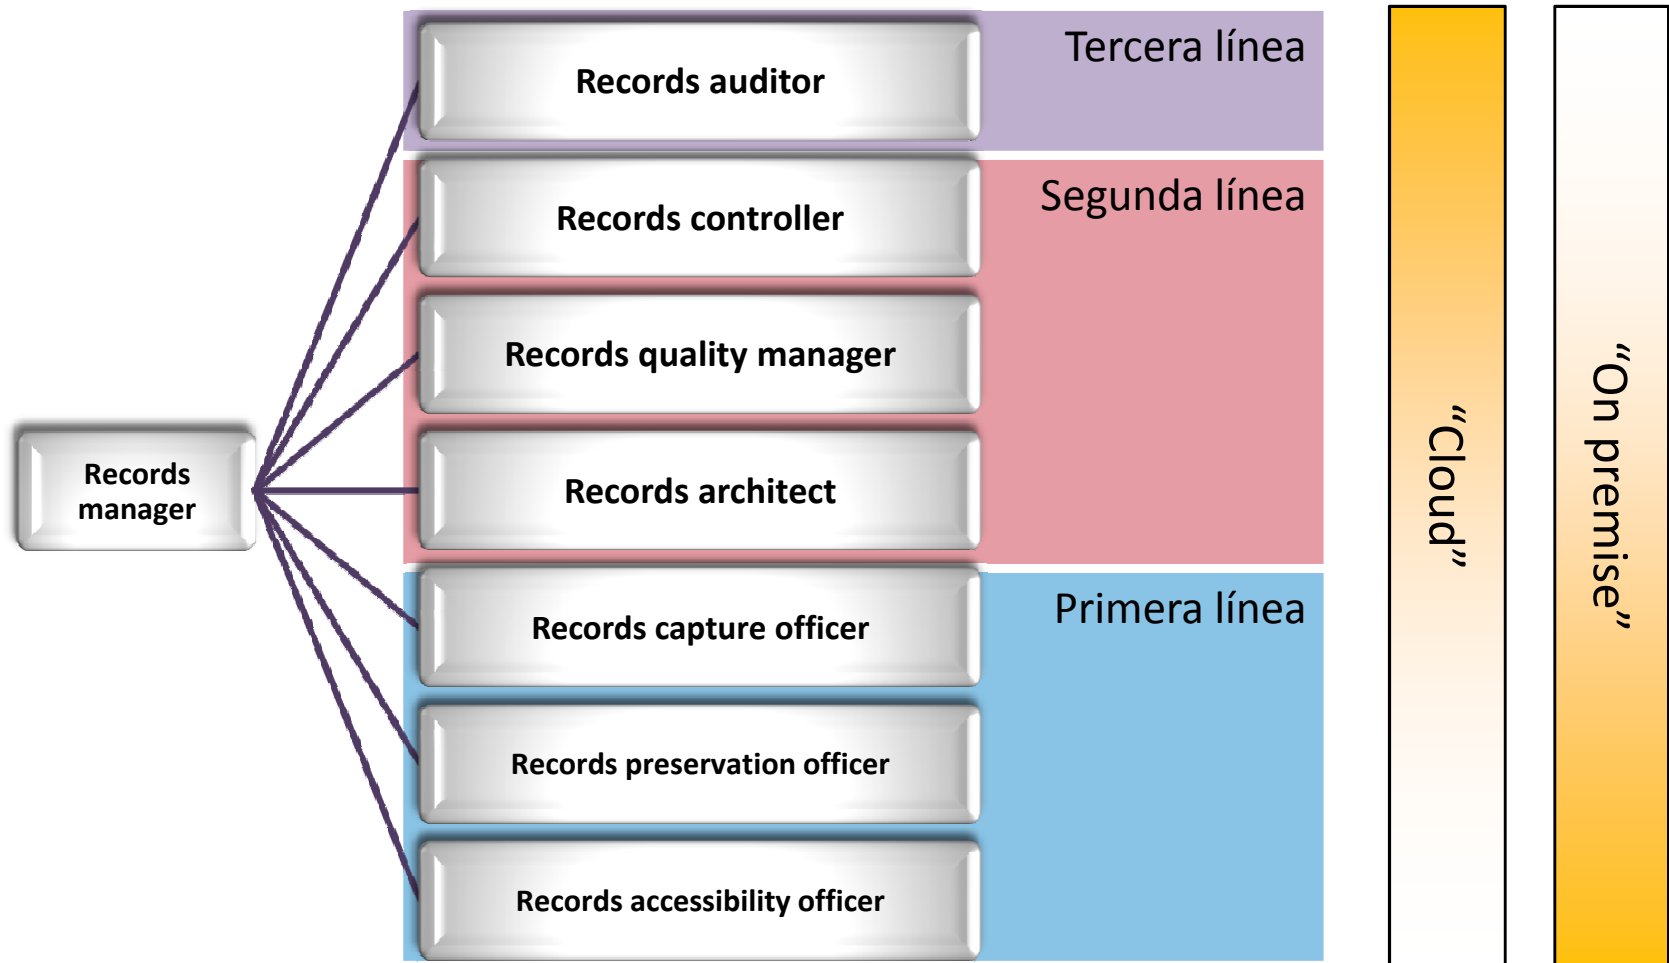 Records
manager
Records auditor
Tercera línea
Records controller
Segunda línea
Records quality manager
Records architect
Records capture officer
Primera línea
Records preservation officer
Records accessibility officer
“Cloud”
“On premise”